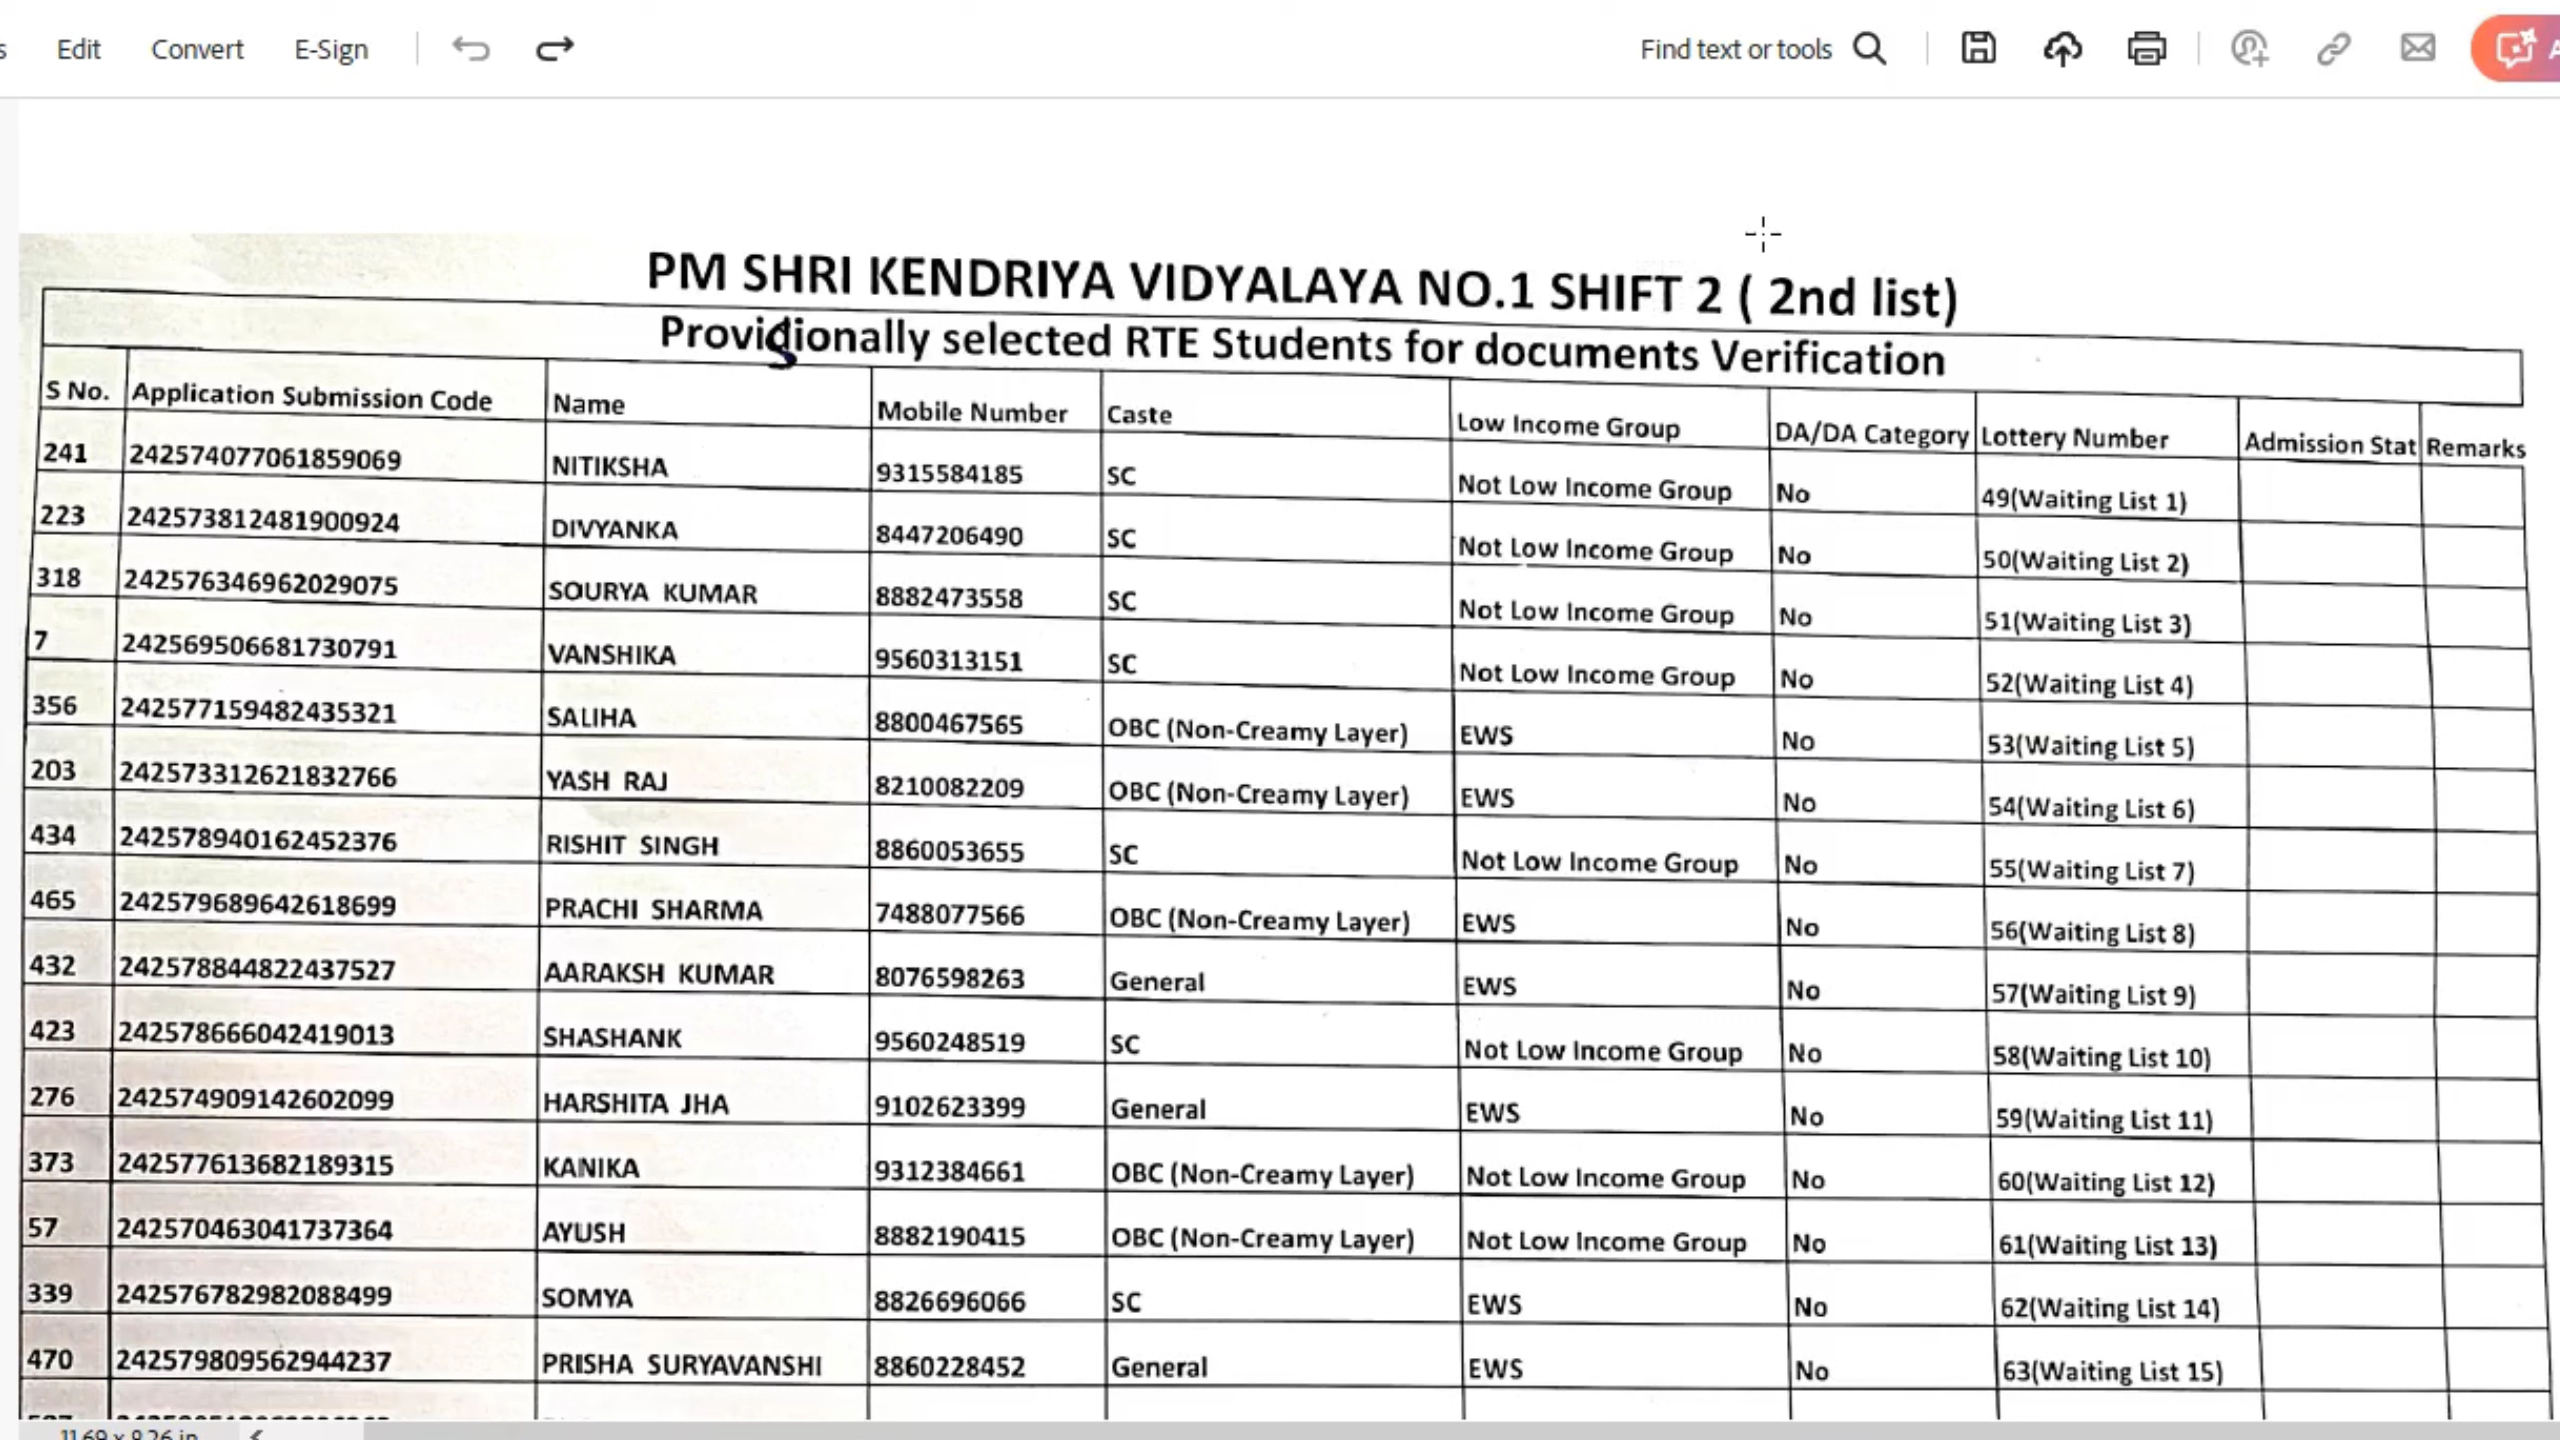 Edit Convert E-Sign Find text or tools
PM SHRI KENDRIYA VIDYALAYA NO.1 SHIFT 2 ( 2nd list)
Provisionally selected RTE Students for documents Verification
S No. Application Submission Code Name Mobile Number Caste Low Income Group DA/DA Category Lottery Number Admission Stat Remarks
241 242574077061859069 NITIKSHA 9315584185 SC Not Low Income Group No 49(Waiting List 1)
223 242573812481900924 DIVYANKA 8447206490 SC Not Low Income Group No 50(Waiting List 2)
318 242576346962029075 SOURYA KUMAR 8882473558 SC Not Low Income Group No 51(Waiting List 3)
7 242569506681730791 VANSHIKA 9560313151 SC Not Low Income Group No 52(Waiting List 4)
356 242577159482435321 SALIHA 8800467565 OBC (Non-Creamy Layer) EWS No 53(Waiting List 5)
203 242573312621832766 YASH RAJ 8210082209 OBC (Non-Creamy Layer) EWS No 54(Waiting List 6)
434 242578940162452376 RISHIT SINGH 8860053655 SC Not Low Income Group No 55(Waiting List 7)
465 242579689642618699 PRACHI SHARMA 7488077566 OBC (Non-Creamy Layer) EWS No 56(Waiting List 8)
432 242578844822437527 AARAKSH KUMAR 8076598263 General EWS No 57(Waiting List 9)
423 242578666042419013 SHASHANK 9560248519 SC Not Low Income Group No 58(Waiting List 10)
276 242574909142602099 HARSHITA JHA 9102623399 General EWS No 59(Waiting List 11)
373 242577613682189315 KANIKA 9312384661 OBC (Non-Creamy Layer) Not Low Income Group No 60(Waiting List 12)
57 242570463041737364 AYUSH 8882190415 OBC (Non-Creamy Layer) Not Low Income Group No 61(Waiting List 13)
339 242576782982088499 SOMYA 8826696066 SC EWS No 62(Waiting List 14)
470 242579809562944237 PRISHA SURYAVANSHI 8860228452 General EWS No 63(Waiting List 15)
11.69 x 8.26 in